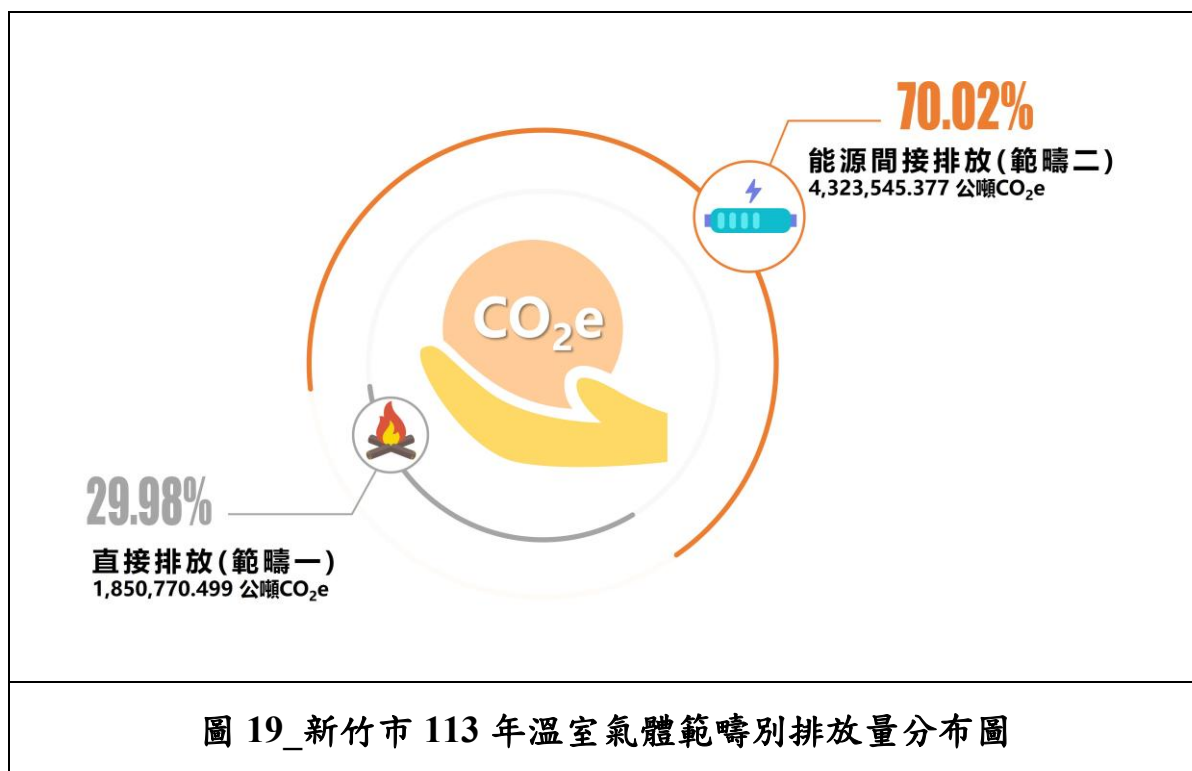 70.02%
能源間接排放(範疇二)
4,323,545.377 公噸CO₂e
CO₂e
29.98%
直接排放(範疇一)
1,850,770.499 公噸CO₂e
圖 19_新竹市 113 年溫室氣體範疇別排放量分布圖